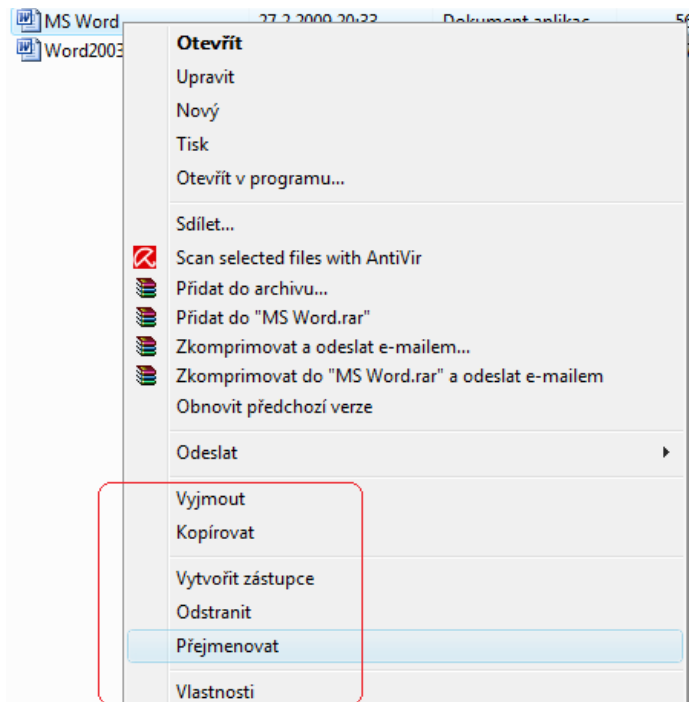 MS Word 27.2.2009 20:33 Dokument aplikac
Word2003
Otevřít
Upravit
Nový
Tisk
Otevřít v programu...
Sdílet...
Scan selected files with AntiVir
Přidat do archivu...
Přidat do "MS Word.rar"
Zkomprimovat a odeslat e-mailem...
Zkomprimovat do "MS Word.rar" a odeslat e-mailem
Obnovit předchozí verze
Odeslat
Vyjmout
Kopírovat
Vytvořit zástupce
Odstranit
Přejmenovat
Vlastnosti